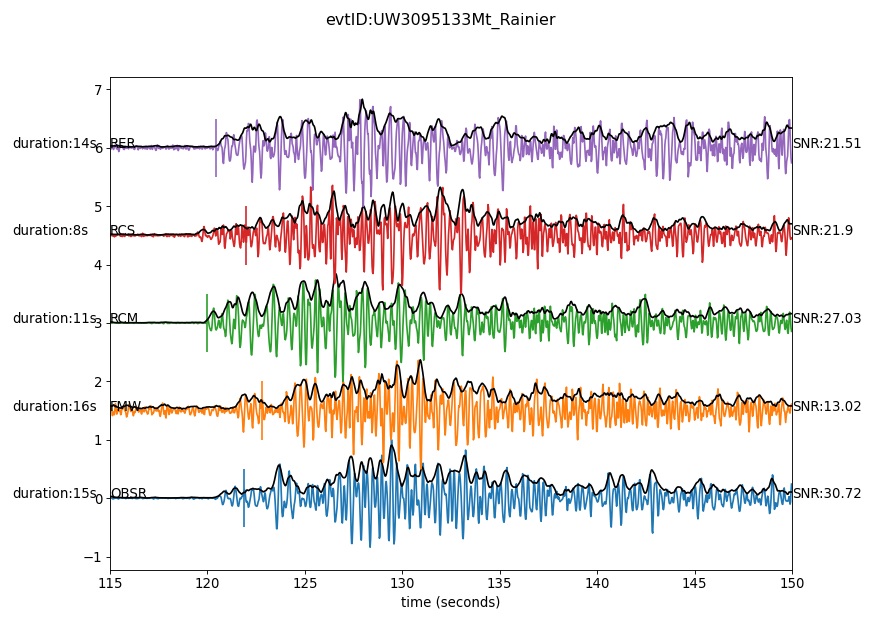 evtID:UW3095133Mt_Rainier
7
duration:14s RER 6 SNR:21.51
5
duration:8s RCS SNR:21.9
4
duration:11s RCM 3 SNR:27.03
2
duration:16s FMW SNR:13.02
1
duration:15s OBSR 0 SNR:30.72
−1
115 120 125 130 135 140 145 150
time (seconds)